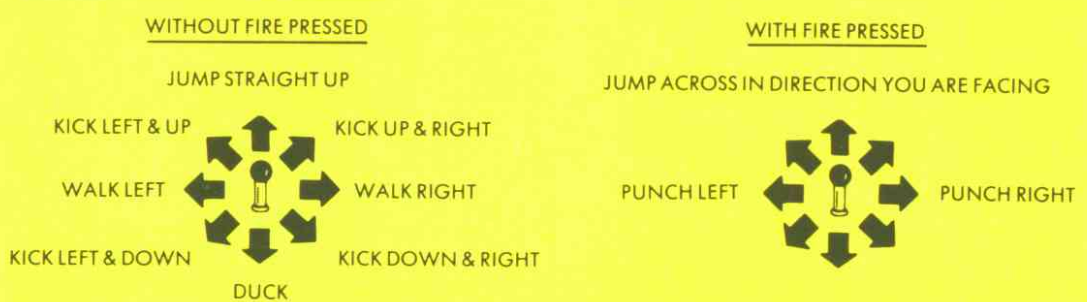 WITHOUT FIRE PRESSED
JUMP STRAIGHT UP
KICK LEFT & UP
KICK UP & RIGHT
WALK LEFT
WALK RIGHT
KICK LEFT & DOWN
KICK DOWN & RIGHT
DUCK
WITH FIRE PRESSED
JUMP ACROSS IN DIRECTION YOU ARE FACING
PUNCH LEFT
PUNCH RIGHT